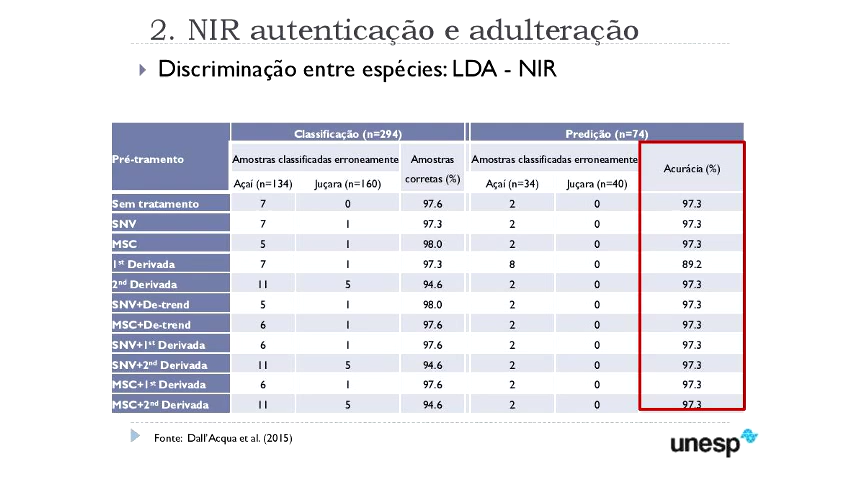 2. NIR autenticação e adulteração
Discriminação entre espécies: LDA - NIR
Pré-tramento Classificação (n=294) Predição (n=74)
Amostras classificadas erroneamente Amostras corretas (%) Amostras classificadas erroneamente Acurácia (%)
Açaí (n=134) Juçara (n=160) Açaí (n=34) Juçara (n=40)
Sem tratamento 7 0 97.6 2 0 97.3
SNV 7 1 97.3 2 0 97.3
MSC 5 1 98.0 2 0 97.3
1st Derivada 7 1 97.3 8 0 89.2
2nd Derivada 11 5 94.6 2 0 97.3
SNV+De-trend 5 1 98.0 2 0 97.3
MSC+De-trend 6 1 97.6 2 0 97.3
SNV+1st Derivada 6 1 97.6 2 0 97.3
SNV+2nd Derivada 11 5 94.6 2 0 97.3
MSC+1st Derivada 6 1 97.6 2 0 97.3
MSC+2nd Derivada 11 5 94.6 2 0 97.3
Fonte: Dall'Acqua et al. (2015)
unesp